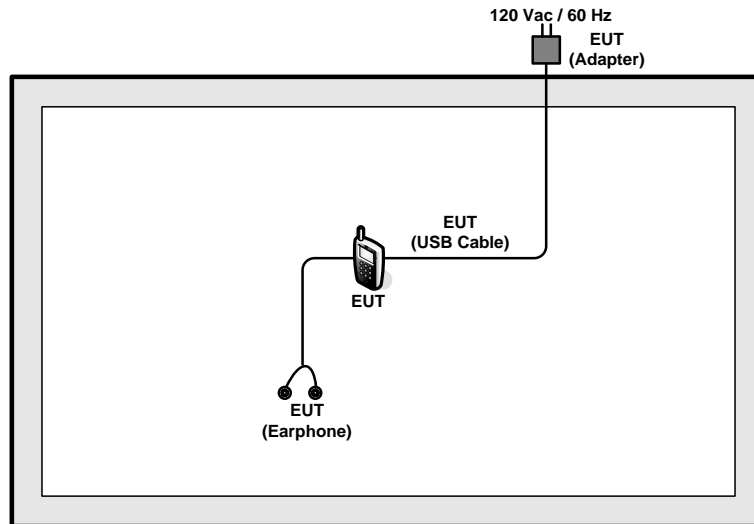 120 Vac / 60 Hz
EUT
(Adapter)
EUT
(USB Cable)
EUT
EUT
(Earphone)